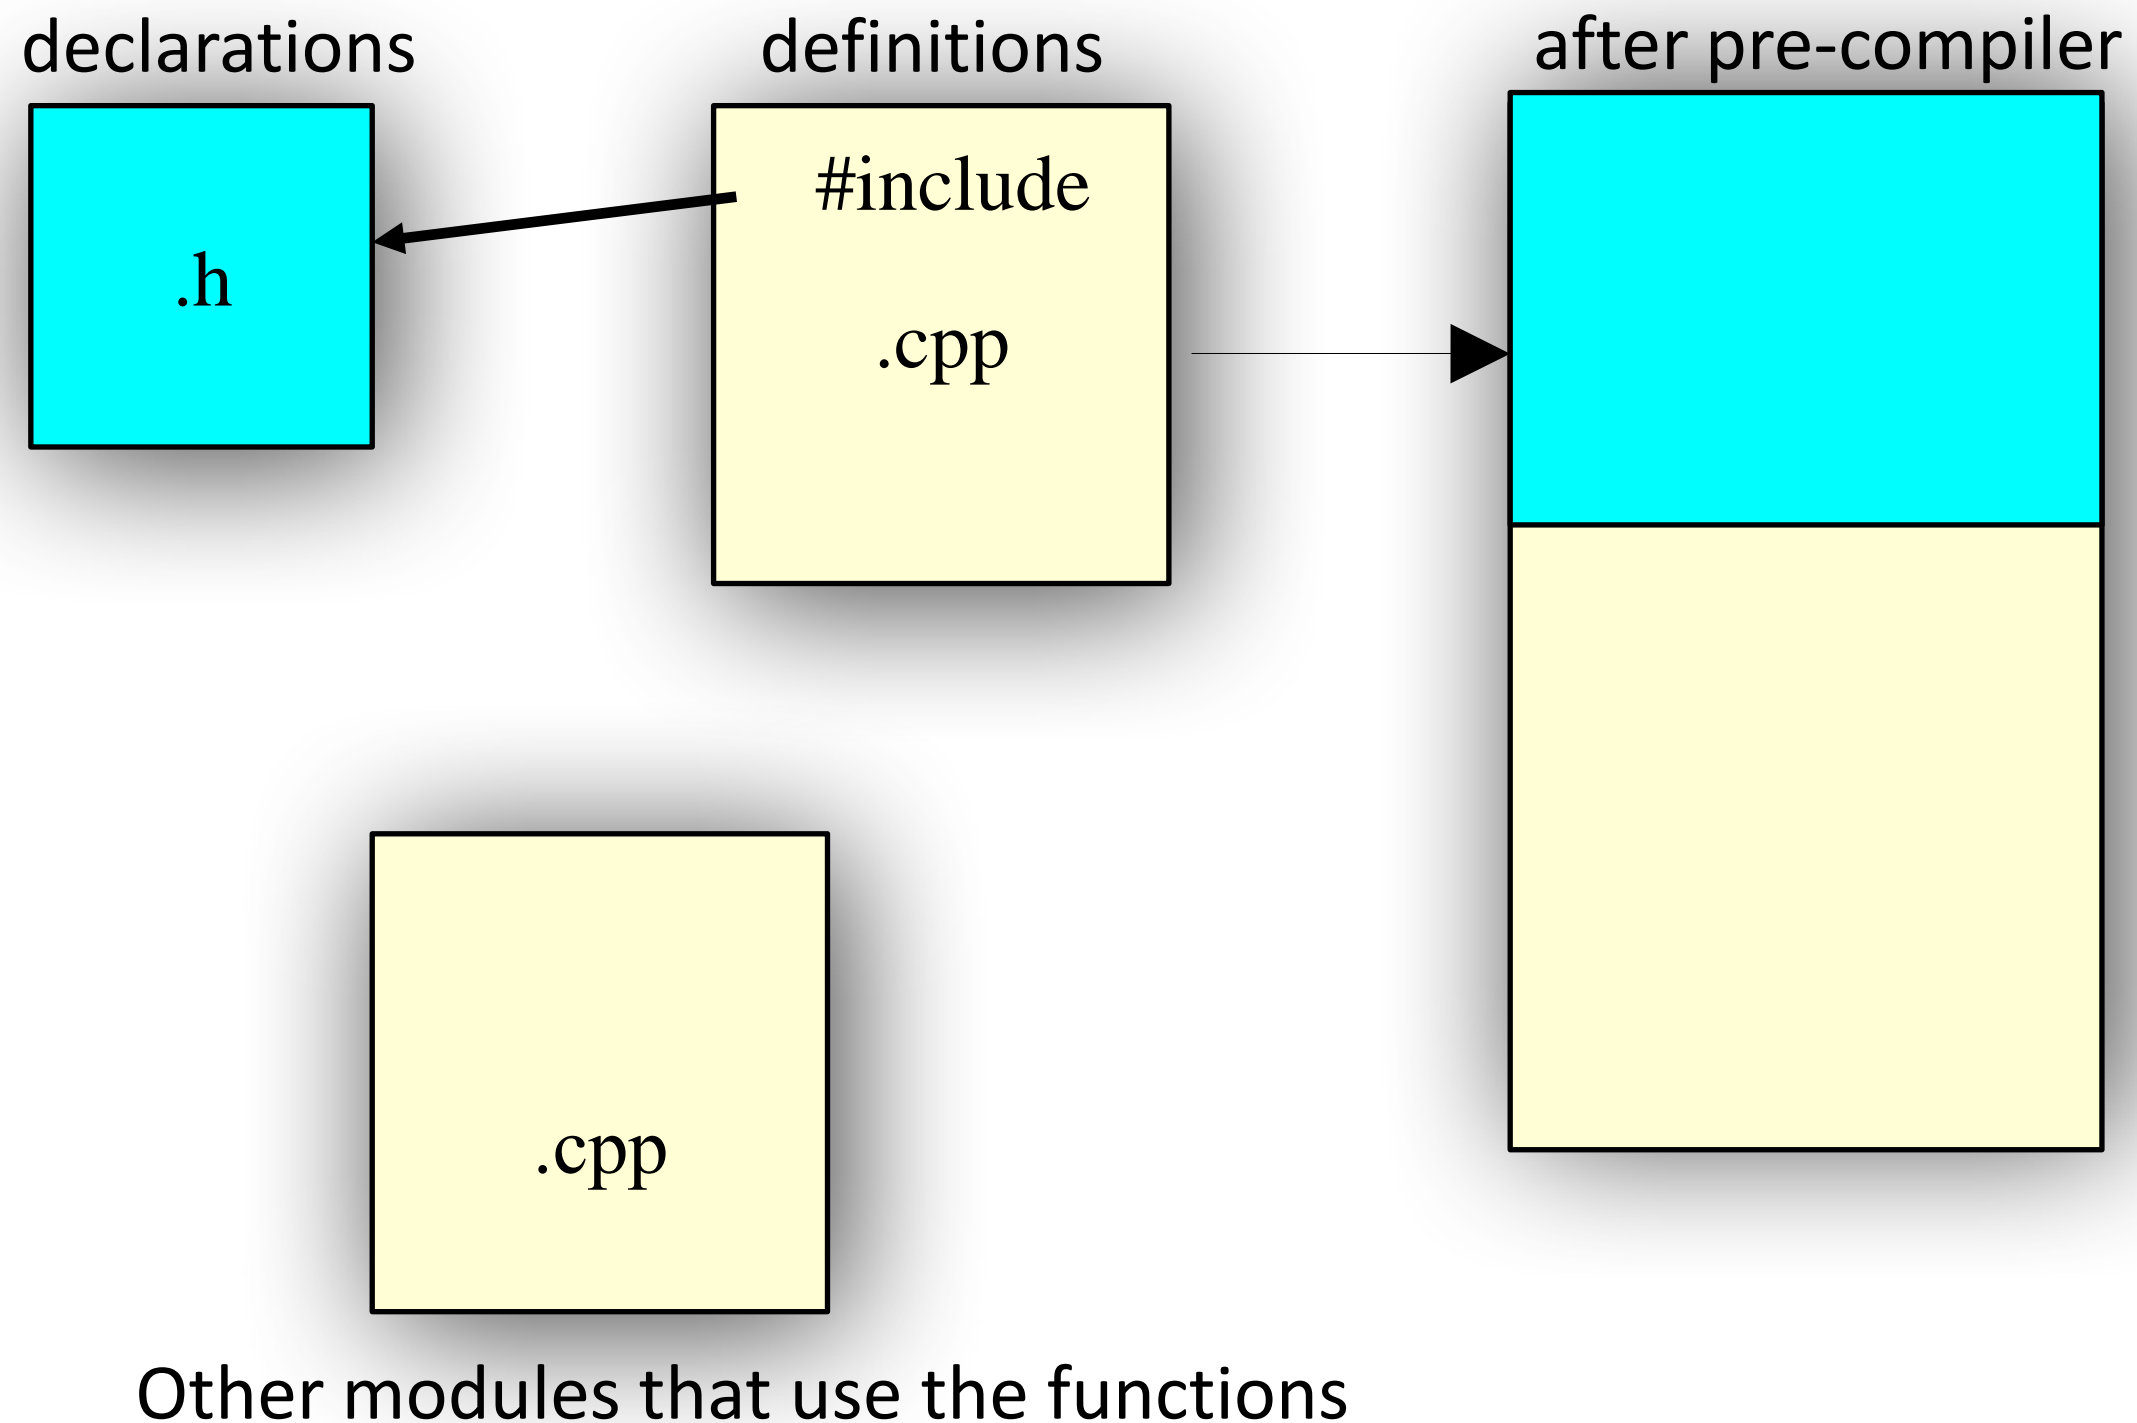 declarations
definitions
after pre-compiler
#include
.h
.cpp
.cpp
Other modules that use the functions